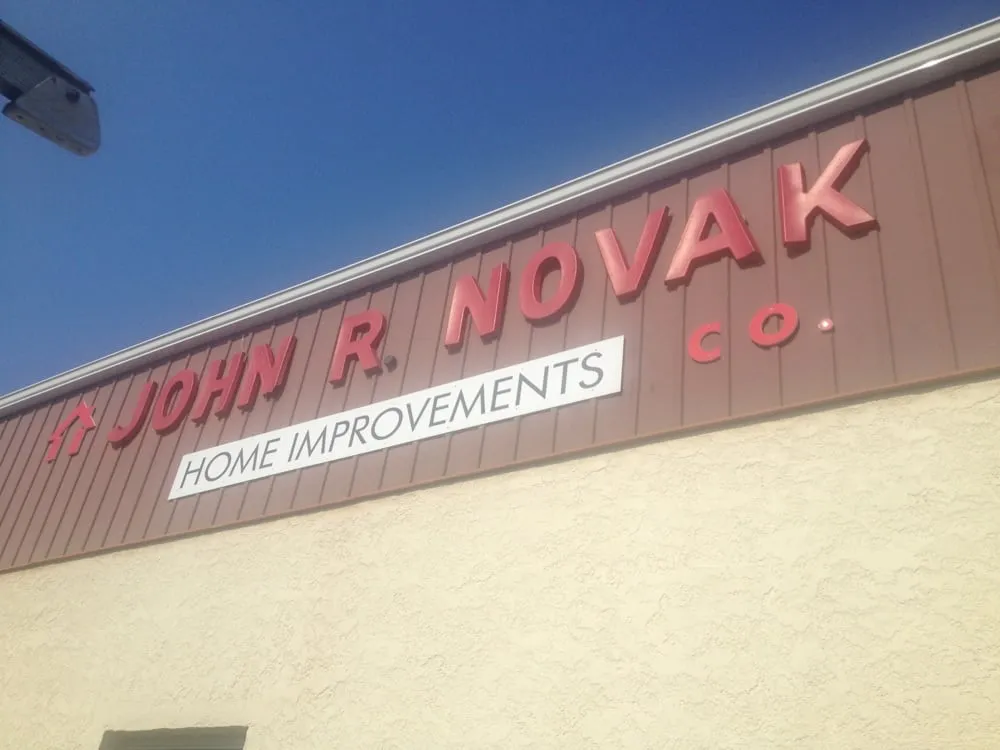 JOHN R. NOVAK
CO.
HOME IMPROVEMENTS